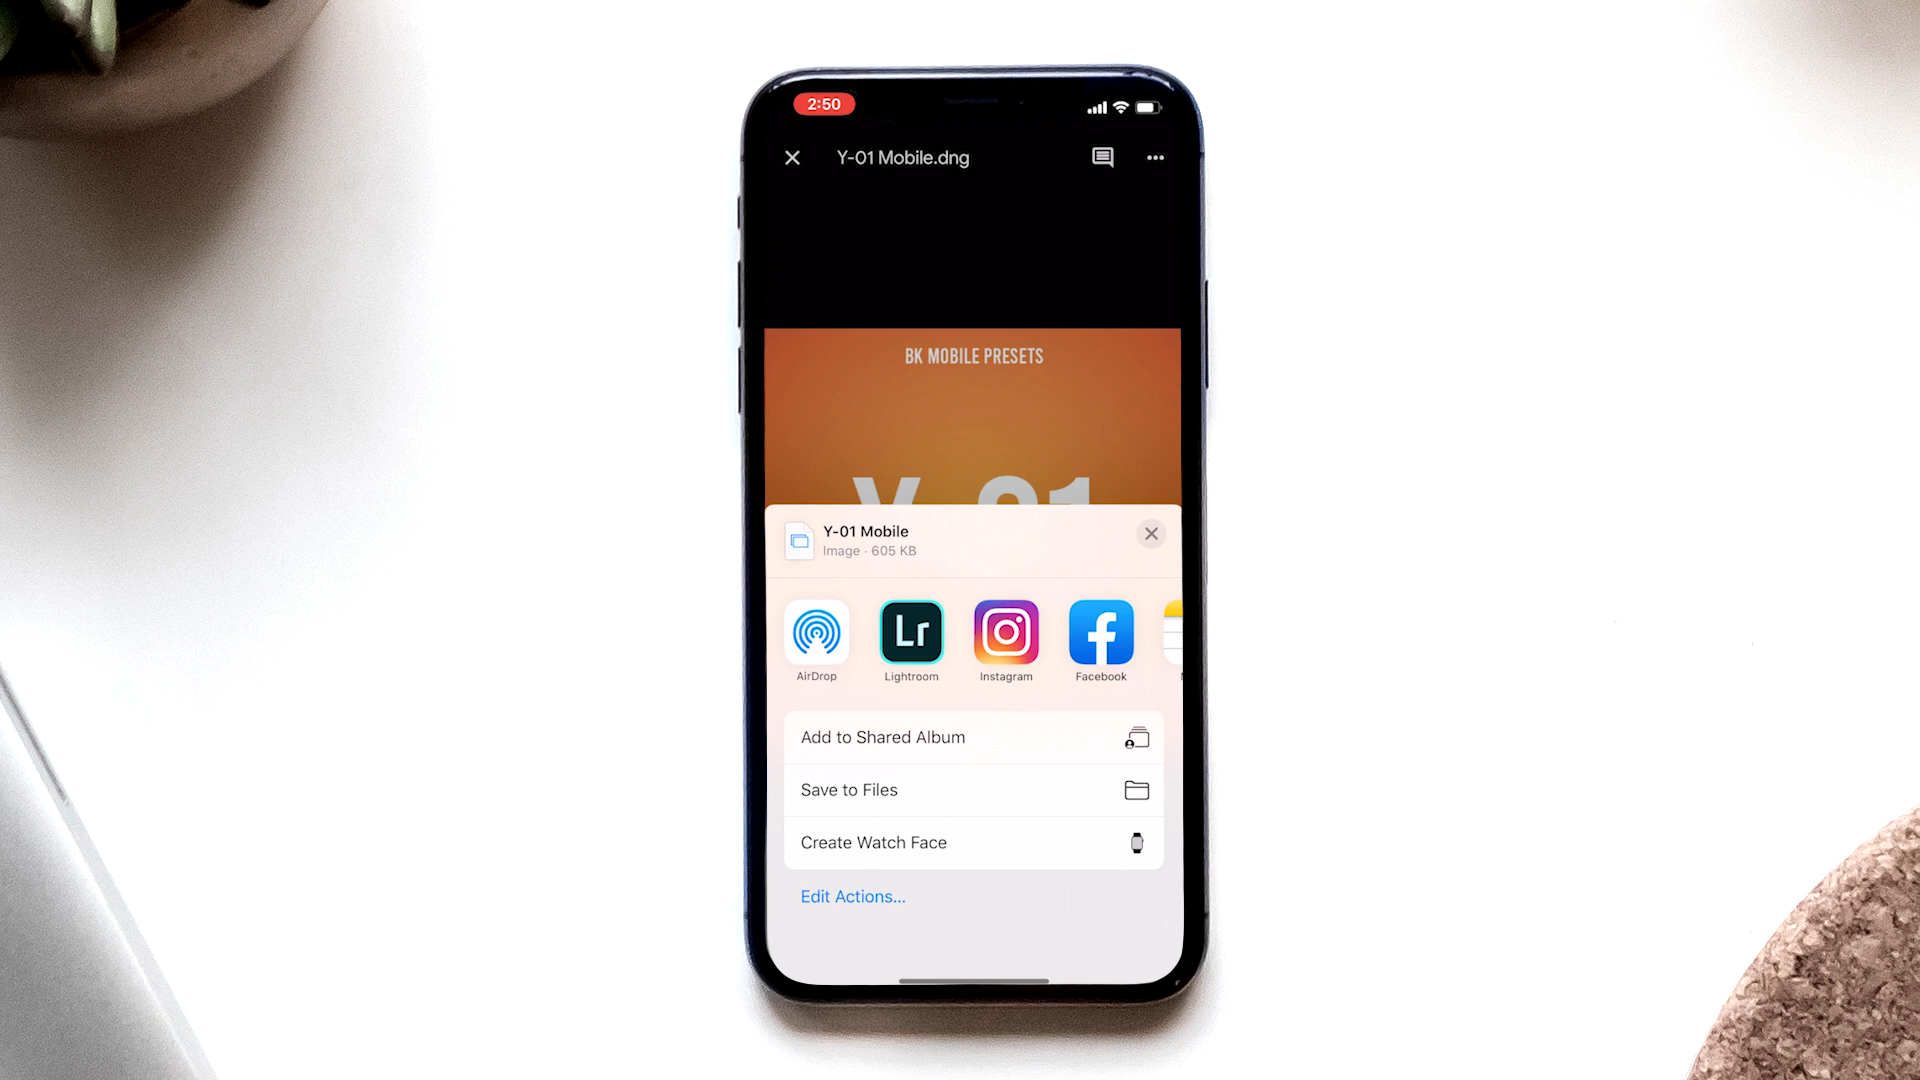 2:50
Y-01 Mobile.dng
BK MOBILE PRESETS
Y-01
Y-01 Mobile
Image · 605 KB
Lr
AirDrop
Lightroom
Instagram
Facebook
Add to Shared Album
Save to Files
Create Watch Face
Edit Actions...